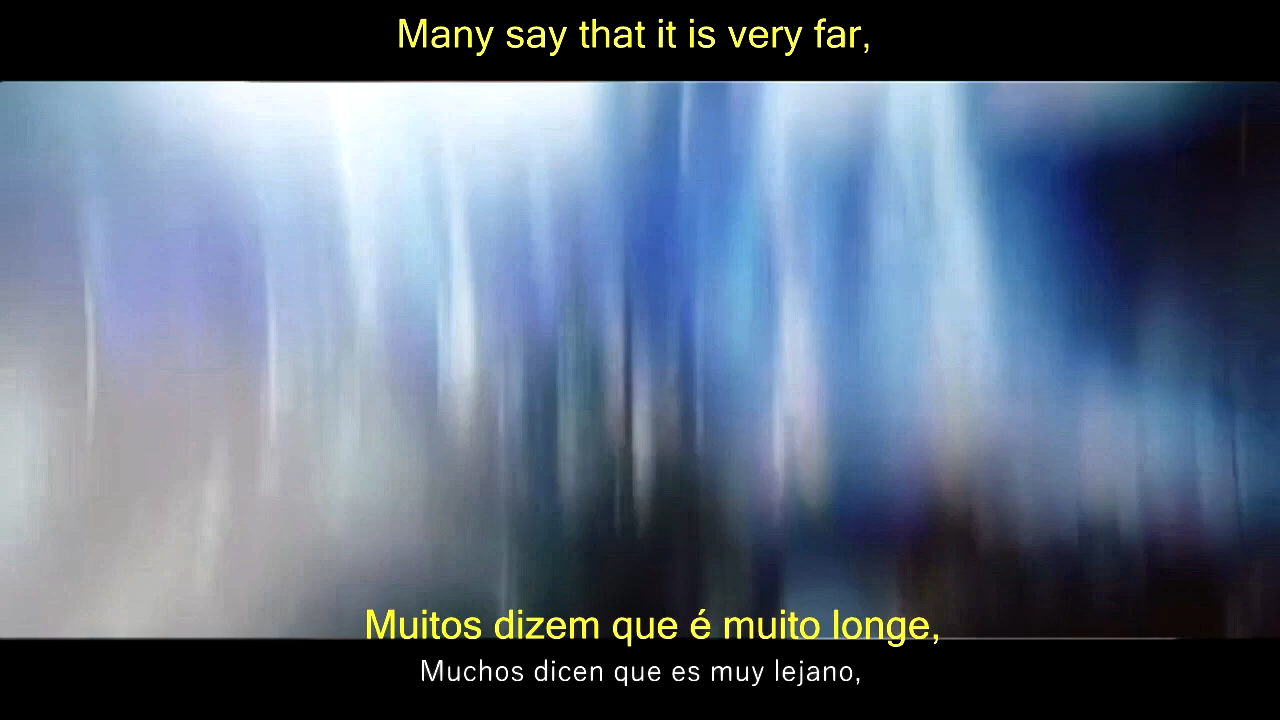 Many say that it is very far,
Muitos dizem que é muito longe,
Muchos dicen que es muy lejano,